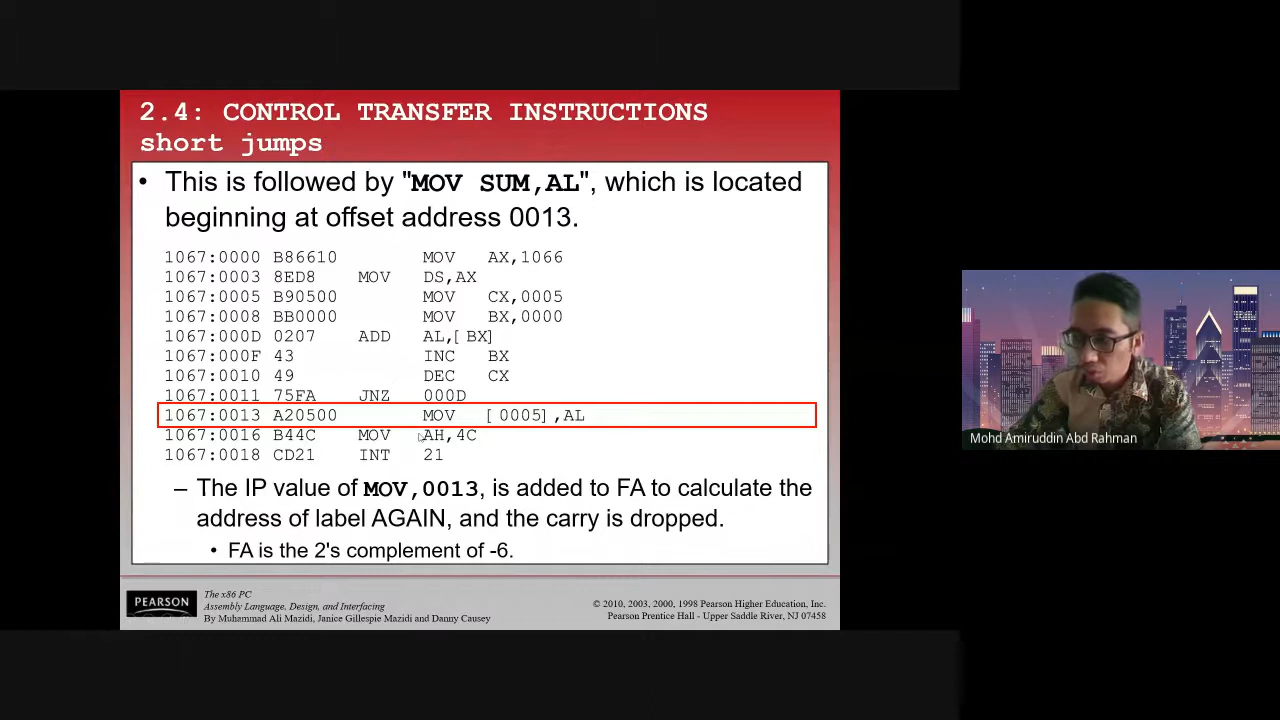 2.4: CONTROL TRANSFER INSTRUCTIONS
short jumps
• This is followed by "MOV SUM,AL", which is located
beginning at offset address 0013.
1067:0000 B86610 MOV AX,1066
1067:0003 8ED8 MOV DS,AX
1067:0005 B90500 MOV CX,0005
1067:0008 BB0000 MOV BX,0000
1067:000D 0207 ADD AL,[ BX]
1067:000F 43 INC BX
1067:0010 49 DEC CX
1067:0011 75FA JNZ 000D
1067:0013 A20500 MOV [ 0005] ,AL
1067:0016 B44C MOV AH,4C
1067:0018 CD21 INT 21
– The IP value of MOV,0013, is added to FA to calculate the
address of label AGAIN, and the carry is dropped.
• FA is the 2's complement of -6.
PEARSON
The x86 PC
Assembly Language, Design, and Interfacing
By Muhammad Ali Mazidi, Janice Gillespie Mazidi and Danny Causey
© 2010, 2003, 2000, 1998 Pearson Higher Education, Inc.
Pearson Prentice Hall - Upper Saddle River, NJ 07458
Mohd Amiruddin Abd Rahman